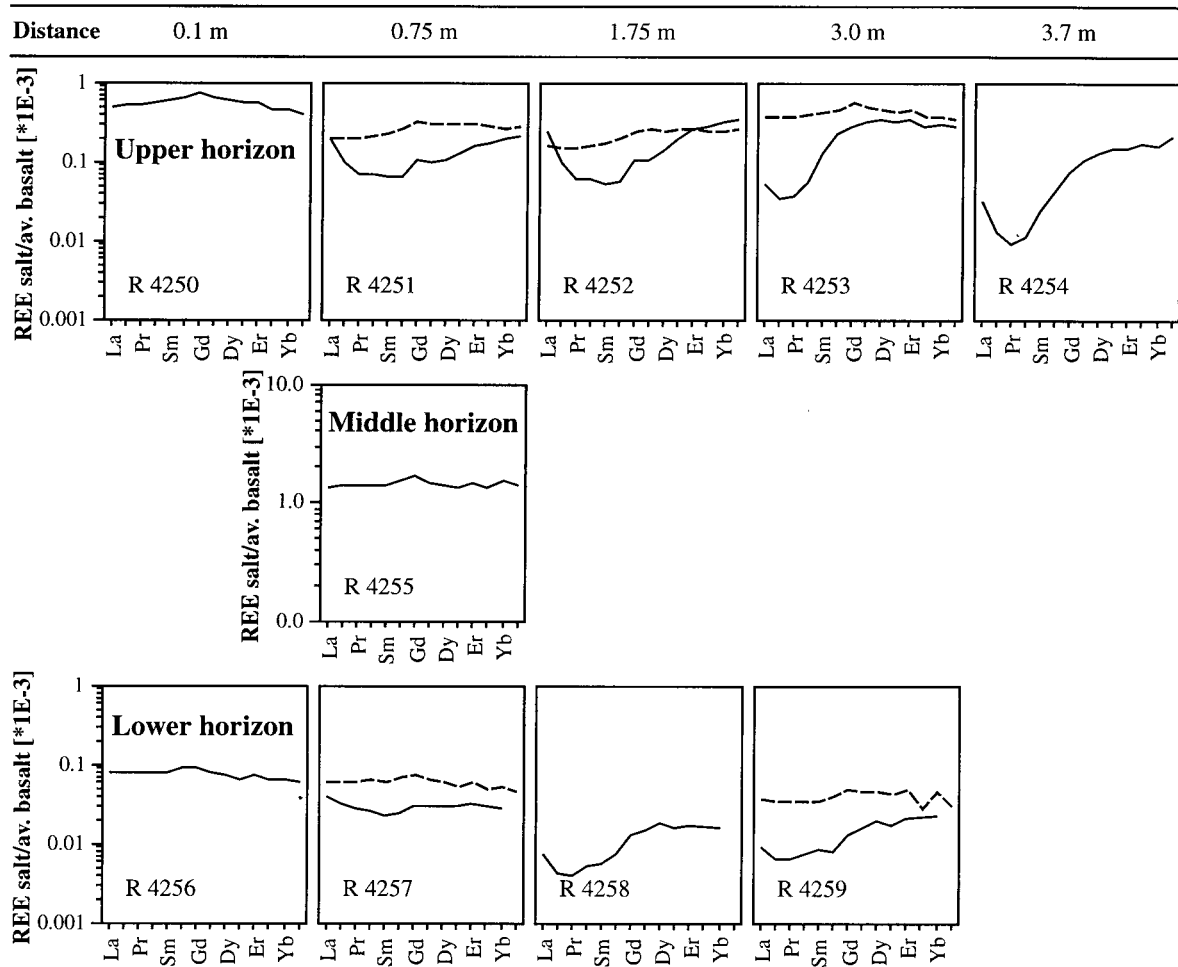 Distance 0.1 m 0.75 m 1.75 m 3.0 m 3.7 m
REE salt/av. basalt [*1E-3]
1
0.1
0.01
0.001
Upper horizon
R 4250
R 4251
R 4252
R 4253
R 4254
La Pr Sm Gd Dy Er Yb
La Pr Sm Gd Dy Er Yb
La Pr Sm Gd Dy Er Yb
La Pr Sm Gd Dy Er Yb
La Pr Sm Gd Dy Er Yb
REE salt/av. basalt [*1E-3]
10.0
1.0
0.0
Middle horizon
R 4255
La Pr Sm Gd Dy Er Yb
REE salt/av. basalt [*1E-3]
1
0.1
0.01
0.001
Lower horizon
R 4256
R 4257
R 4258
R 4259
La Pr Sm Gd Dy Er Yb
La Pr Sm Gd Dy Er Yb
La Pr Sm Gd Dy Er Yb
La Pr Sm Gd Dy Er Yb